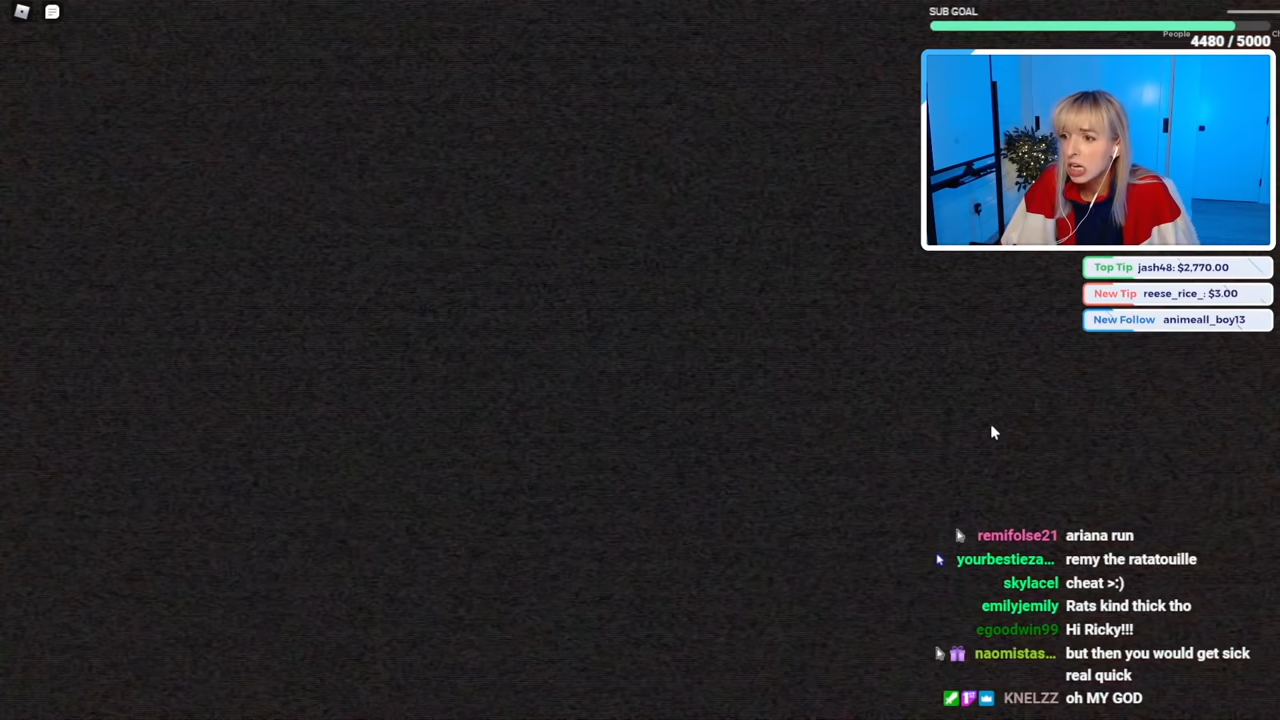 SUB GOAL
People
4480 / 5000
Top Tip jash48: $2,770.00
New Tip reese_rice_: $3.00
New Follow animeall_boy13
remifolse21 ariana run
yourbestieza... remy the ratatouille
skylacel cheat >:)
emilyjemily Rats kind thick tho
egoodwin99 Hi Ricky!!!
naomistas... but then you would get sick
real quick
KNELZZ oh MY GOD